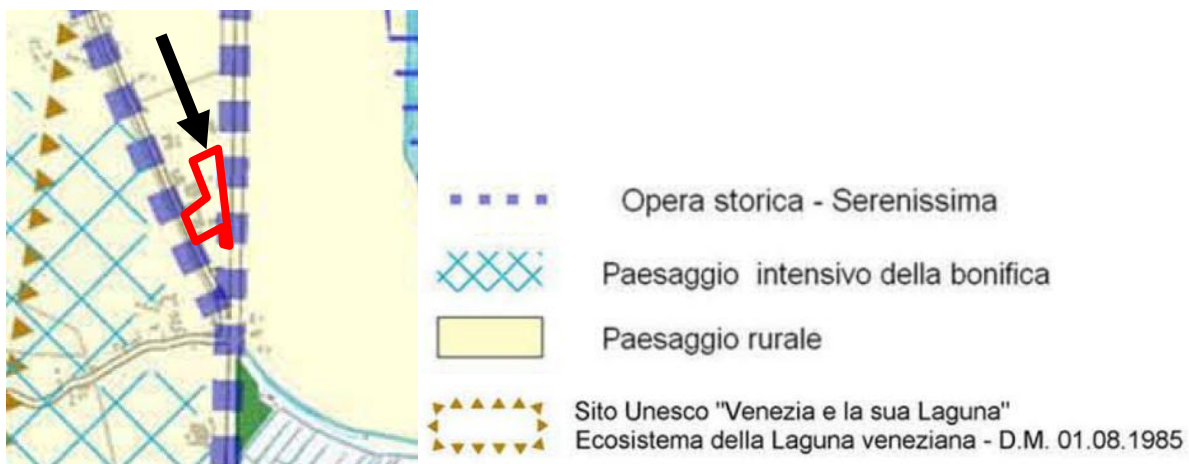 Opera storica - Serenissima
Paesaggio intensivo della bonifica
Paesaggio rurale
Sito Unesco "Venezia e la sua Laguna"
Ecosistema della Laguna veneziana - D.M. 01.08.1985